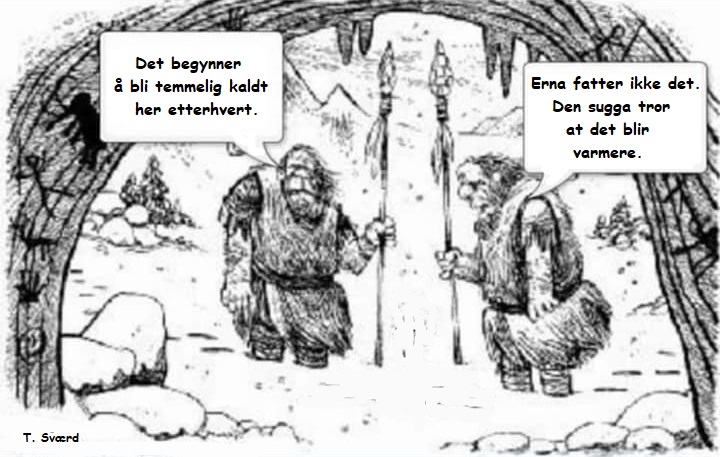 Det begynner
å bli temmelig kaldt
her etterhvert.
Erna fatter ikke det.
Den sugga tror
at det blir
varmere.
T. Sværd